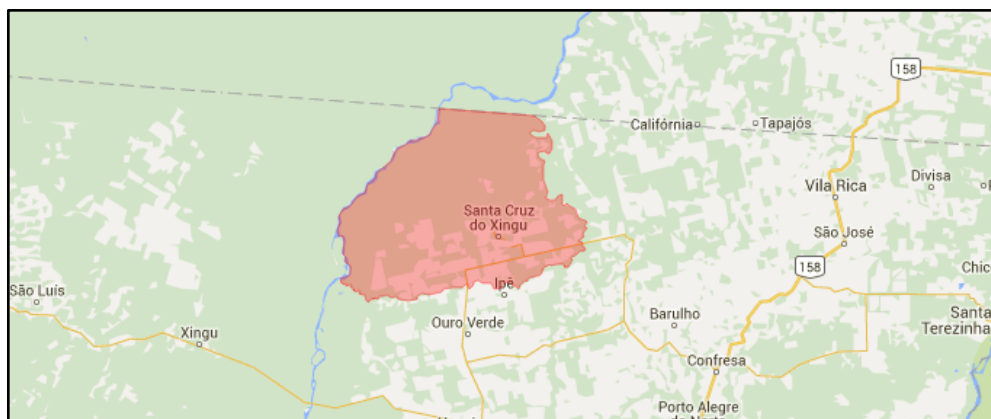 158
Califórnia
Tapajós
Vila Rica
Divisa
Santa Cruz
do Xingu
São José
158
Chic
São Luís
Ipê
Santa
Terezinha
Ouro Verde
Barulho
Xingu
Confresa
Porto Alegre